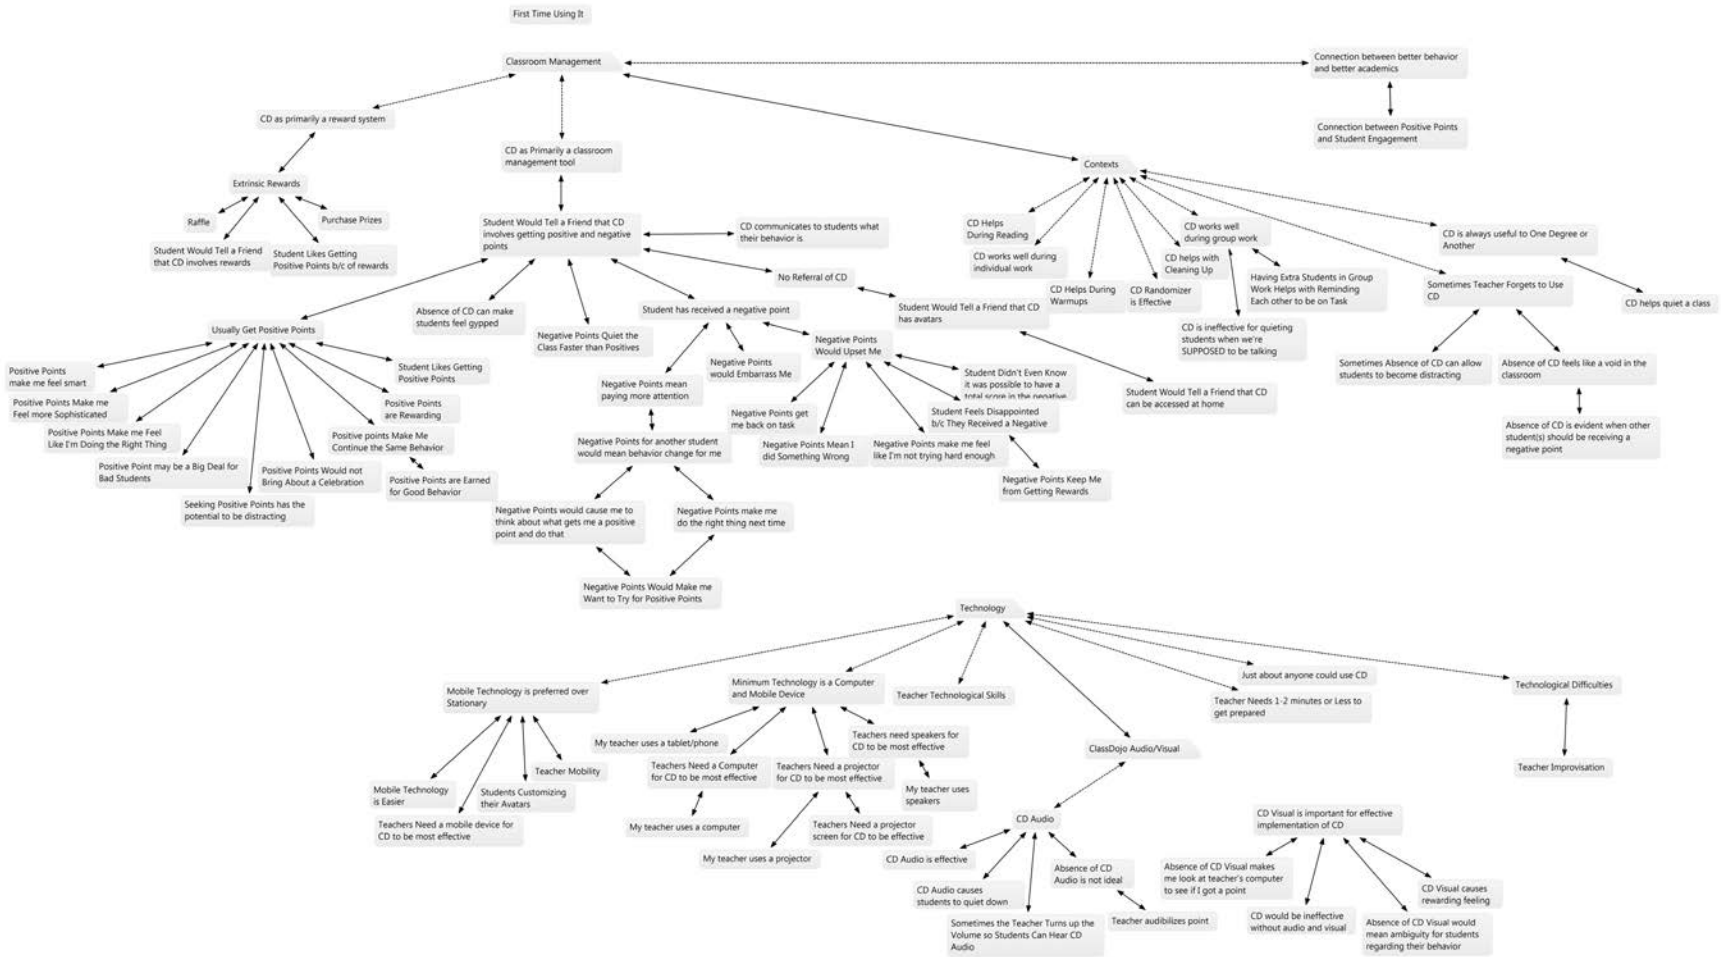 First Time Using It
Classroom Management
Connection between better behavior
and better academics
CD as primarily a reward system
Connection between Positive Points
and Student Engagement
CD as Primarily a classroom
management tool
Contexts
Extrinsic Rewards
Raffle
Purchase Prizes
Student Would Tell a Friend
that CD involves rewards
Student Likes Getting
Positive Points b/c of rewards
Student Would Tell a Friend that CD
involves getting positive and negative
points
CD communicates to students what
their behavior is
No Referral of CD
Student Would Tell a Friend that CD
has avatars
Student Would Tell a Friend that CD
can be accessed at home
CD Helps
During Reading
CD works well during
individual work
CD Helps During
Warmups
CD Randomizer
is Effective
CD helps with
Cleaning Up
CD works well
during group work
Having Extra Students in Group
Work Helps with Reminding
Each other to be on Task
CD is ineffective for quieting
students when we're
SUPPOSED to be talking
CD is always useful to One Degree or
Another
CD helps quiet a class
Sometimes Teacher Forgets to Use
CD
Sometimes Absence of CD can allow
students to become distracting
Absence of CD feels like a void in the
classroom
Absence of CD is evident when other
student(s) should be receiving a
negative point
Usually Get Positive Points
Absence of CD can make
students feel gypped
Negative Points Quiet the
Class Faster than Positives
Student has received a negative point
Positive Points
make me feel smart
Positive Points Make me
Feel more Sophisticated
Positive Points Make me Feel
Like I'm Doing the Right Thing
Positive Point may be a Big Deal for
Bad Students
Seeking Positive Points has the
potential to be distracting
Positive Points Would not
Bring About a Celebration
Positive points Make Me
Continue the Same Behavior
Positive Points are Earned
for Good Behavior
Positive Points
are Rewarding
Student Likes Getting
Positive Points
Negative Points mean
paying more attention
Negative Points
would Embarrass Me
Negative Points
Would Upset Me
Negative Points for another student
would mean behavior change for me
Negative Points would cause me to
think about what gets me a positive
point and do that
Negative Points make me
do the right thing next time
Negative Points Would Make me
Want to Try for Positive Points
Negative Points get
me back on task
Negative Points Mean I
did Something Wrong
Negative Points make me feel
like I'm not trying hard enough
Student Didn't Even Know
it was possible to have a
total score in the negative
Student Feels Disappointed
b/c They Received a Negative
Negative Points Keep Me
from Getting Rewards
Technology
Mobile Technology is preferred over
Stationary
Mobile Technology
is Easier
Teachers Need a mobile device for
CD to be most effective
Students Customizing
their Avatars
Teacher Mobility
Minimum Technology is a Computer
and Mobile Device
My teacher uses a tablet/phone
Teachers Need a Computer
for CD to be most effective
My teacher uses a computer
Teachers Need a projector
for CD to be most effective
My teacher uses a projector
Teachers Need a projector
screen for CD to be effective
Teachers need speakers for
CD to be most effective
My teacher uses
speakers
Teacher Technological Skills
ClassDojo Audio/Visual
Just about anyone could use CD
Teacher Needs 1-2 minutes or Less to
get prepared
Technological Difficulties
Teacher Improvisation
CD Audio
CD Audio is effective
CD Audio causes
students to quiet down
Sometimes the Teacher Turns up the
Volume so Students Can Hear CD
Audio
Absence of CD
Audio is not ideal
Teacher audibilizes point
CD Visual is important for effective
implementation of CD
Absence of CD Visual makes
me look at teacher's computer
to see if I got a point
CD would be ineffective
without audio and visual
Absence of CD Visual would
mean ambiguity for students
regarding their behavior
CD Visual causes
rewarding feeling